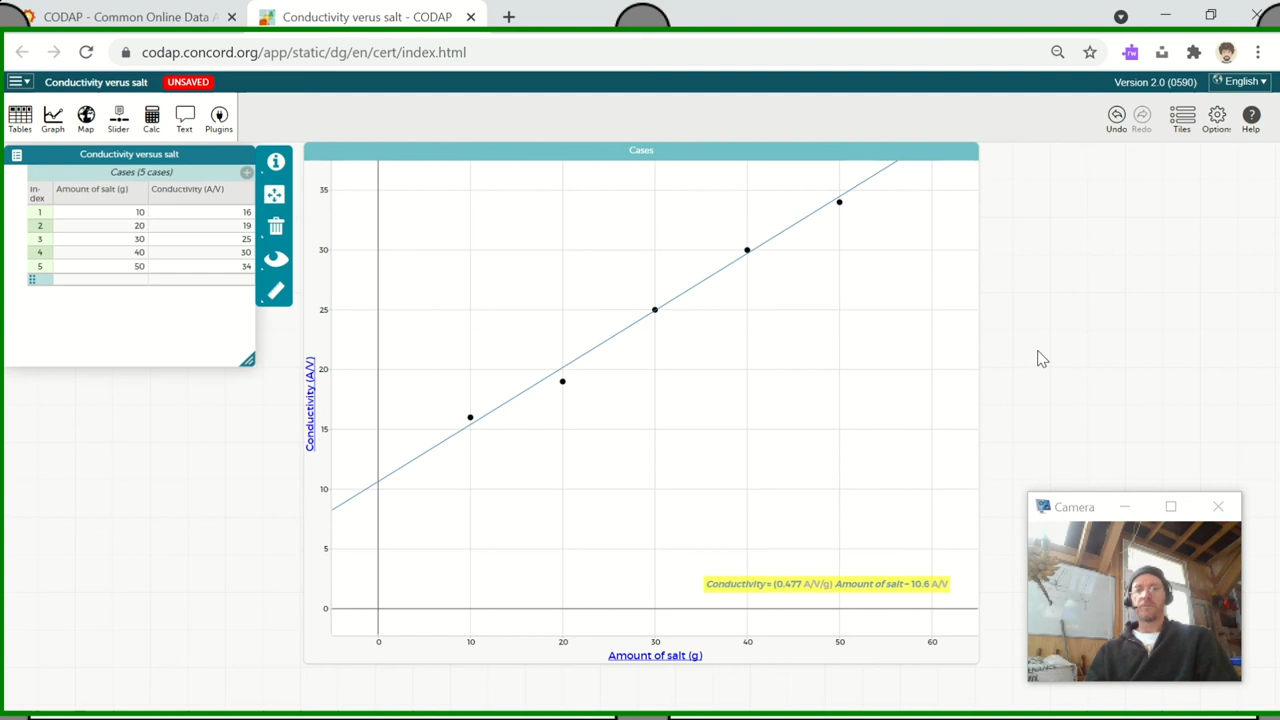 CODAP - Common Online Data A
Conductivity verus salt - CODAP
codap.concord.org/app/static/dg/en/cert/index.html
Conductivity verus salt UNSAVED Version 2.0 (0590) English
Tables Graph Map Slider Calc Text Plugins Undo Redo Tiles Options Help
Conductivity versus salt
Cases (5 cases)
in-
dex Amount of salt (g) Conductivity (A/V)
1 10 16
2 20 19
3 30 25
4 40 30
5 50 34
Cases
35
30
25
20
15
10
5
0
Conductivity (A/V)
Conductivity = (0.477 A/V/g) Amount of salt + 10.6 A/V
0 10 20 30 40 50 60
Amount of salt (g)
Camera